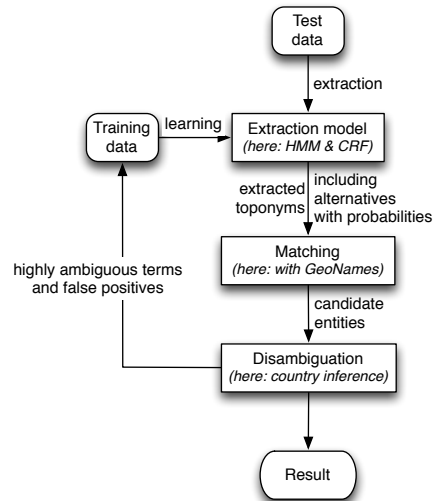 Test
data
extraction
Training
data
learning
Extraction model
(here: HMM & CRF)
extracted
toponyms
including
alternatives
with probabilities
Matching
(here: with GeoNames)
highly ambiguous terms
and false positives
candidate
entities
Disambiguation
(here: country inference)
Result